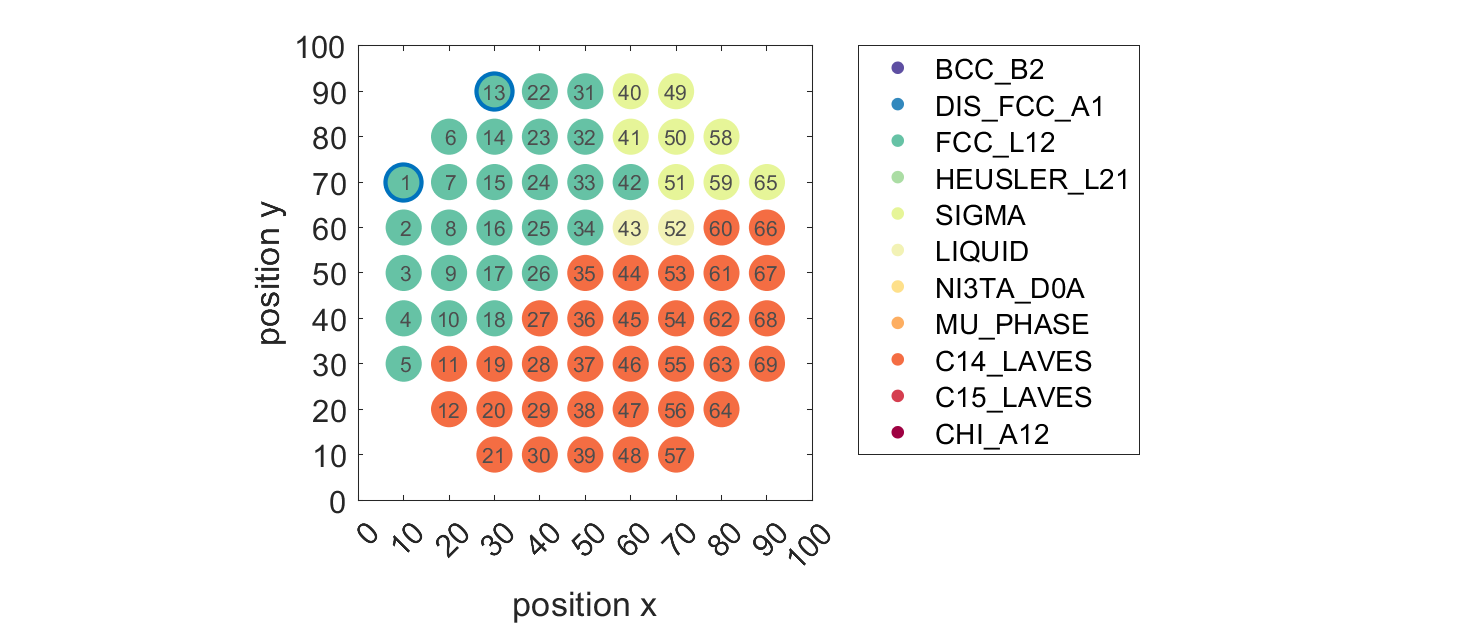 100
90
80
70
60
50
40
30
20
10
0
position y
13 22 31 40 49
6 14 23 32 41 50 58
1 7 15 24 33 42 51 59 65
2 8 16 25 34 43 52 60 66
3 9 17 26 35 44 53 61 67
4 10 18 27 36 45 54 62 68
5 11 19 28 37 46 55 63 69
12 20 29 38 47 56 64
21 30 39 48 57
0 10 20 30 40 50 60 70 80 90 100
position x
BCC_B2
DIS_FCC_A1
FCC_L12
HEUSLER_L21
SIGMA
LIQUID
NI3TA_D0A
MU_PHASE
C14_LAVES
C15_LAVES
CHI_A12